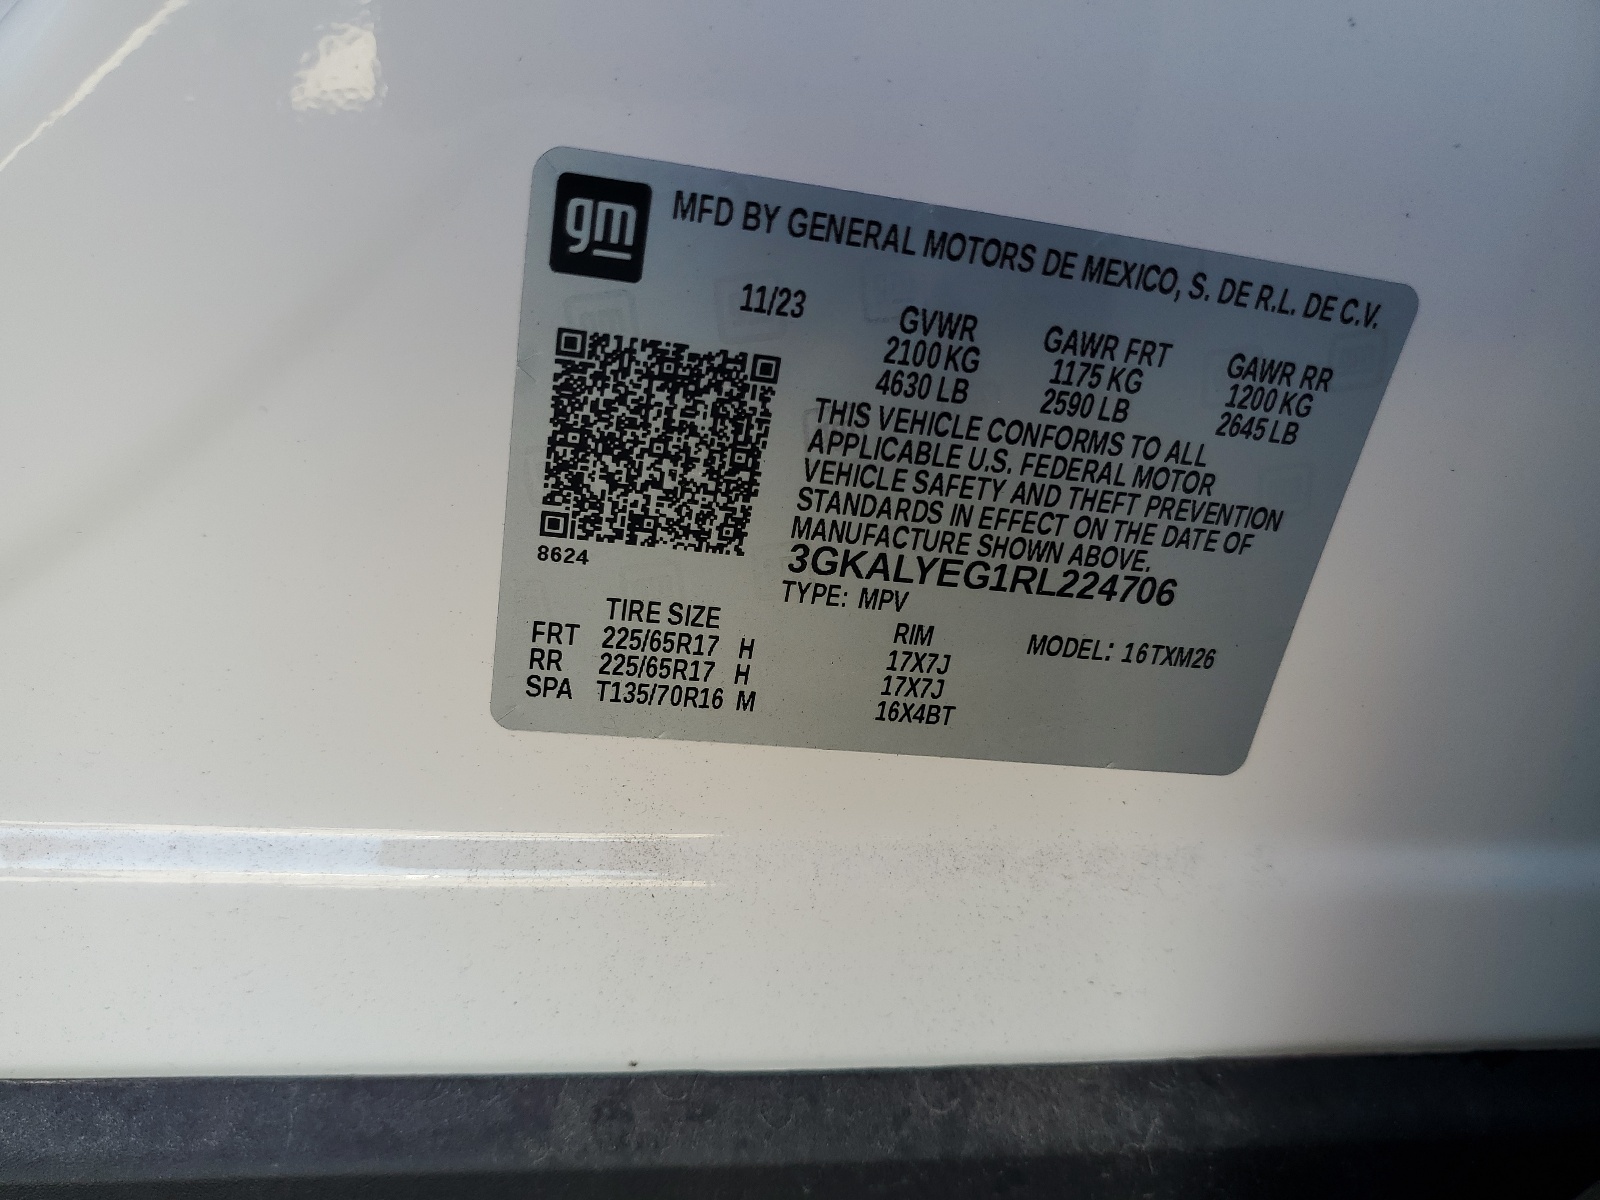 gm
MFD BY GENERAL MOTORS DE MEXICO, S. DE R.L. DE C.V.
11/23
GVWR GAWR FRT GAWR RR
2100 KG 1175 KG 1200 KG
4630 LB 2590 LB 2645 LB
THIS VEHICLE CONFORMS TO ALL
APPLICABLE U.S. FEDERAL MOTOR
VEHICLE SAFETY AND THEFT PREVENTION
STANDARDS IN EFFECT ON THE DATE OF
MANUFACTURE SHOWN ABOVE.
8624
3GKALYEG1RL224706
TYPE: MPV
MODEL: 16TXM26
TIRE SIZE RIM
FRT 225/65R17 H 17X7J
RR 225/65R17 H 17X7J
SPA T135/70R16 M 16X4BT